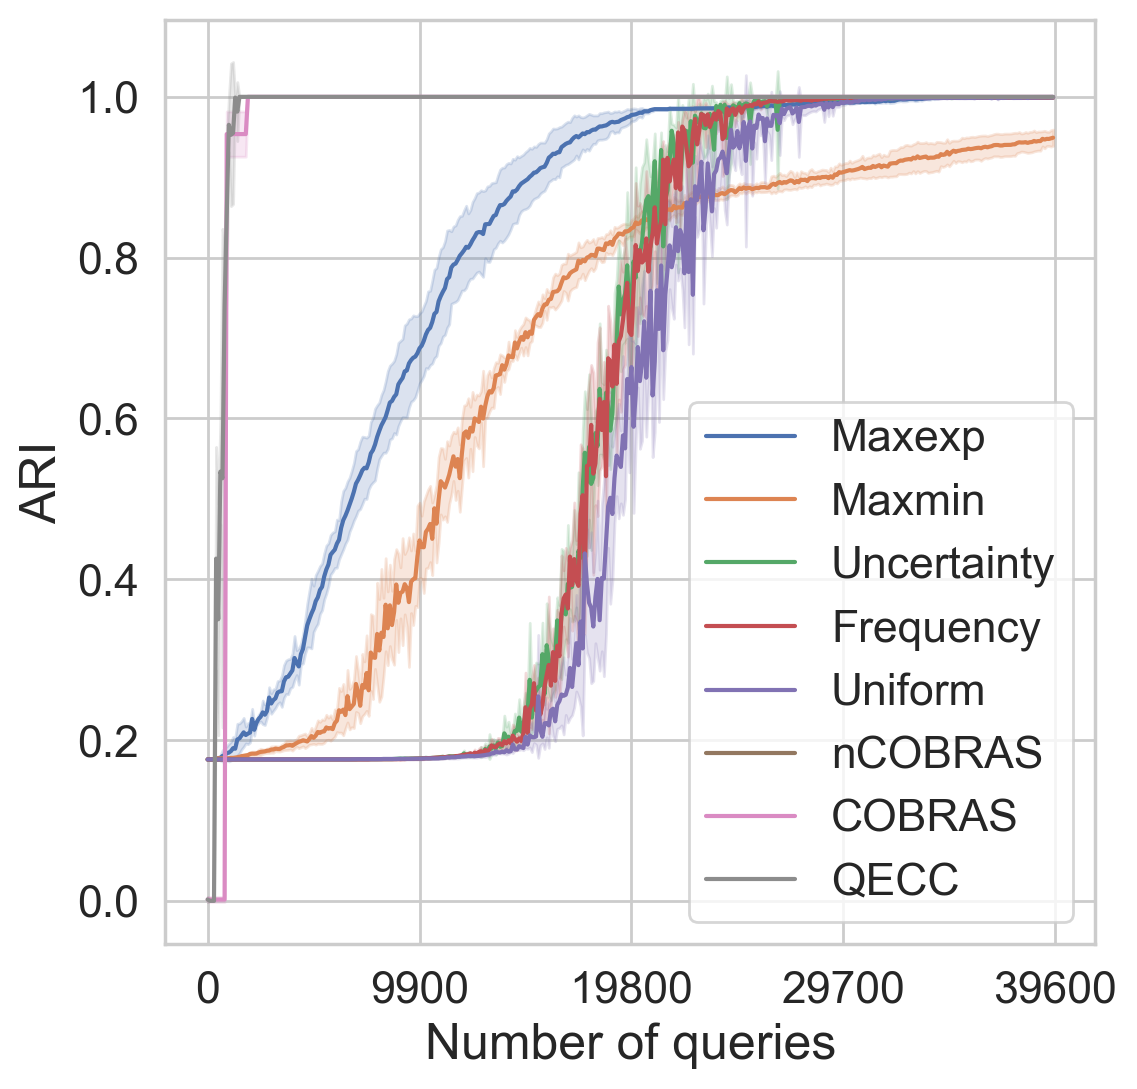 1.0
0.8
0.6
0.4
0.2
0.0
ARI
Maxexp
Maxmin
Uncertainty
Frequency
Uniform
nCOBRAS
COBRAS
QECC
0 9900 19800 29700 39600
Number of queries